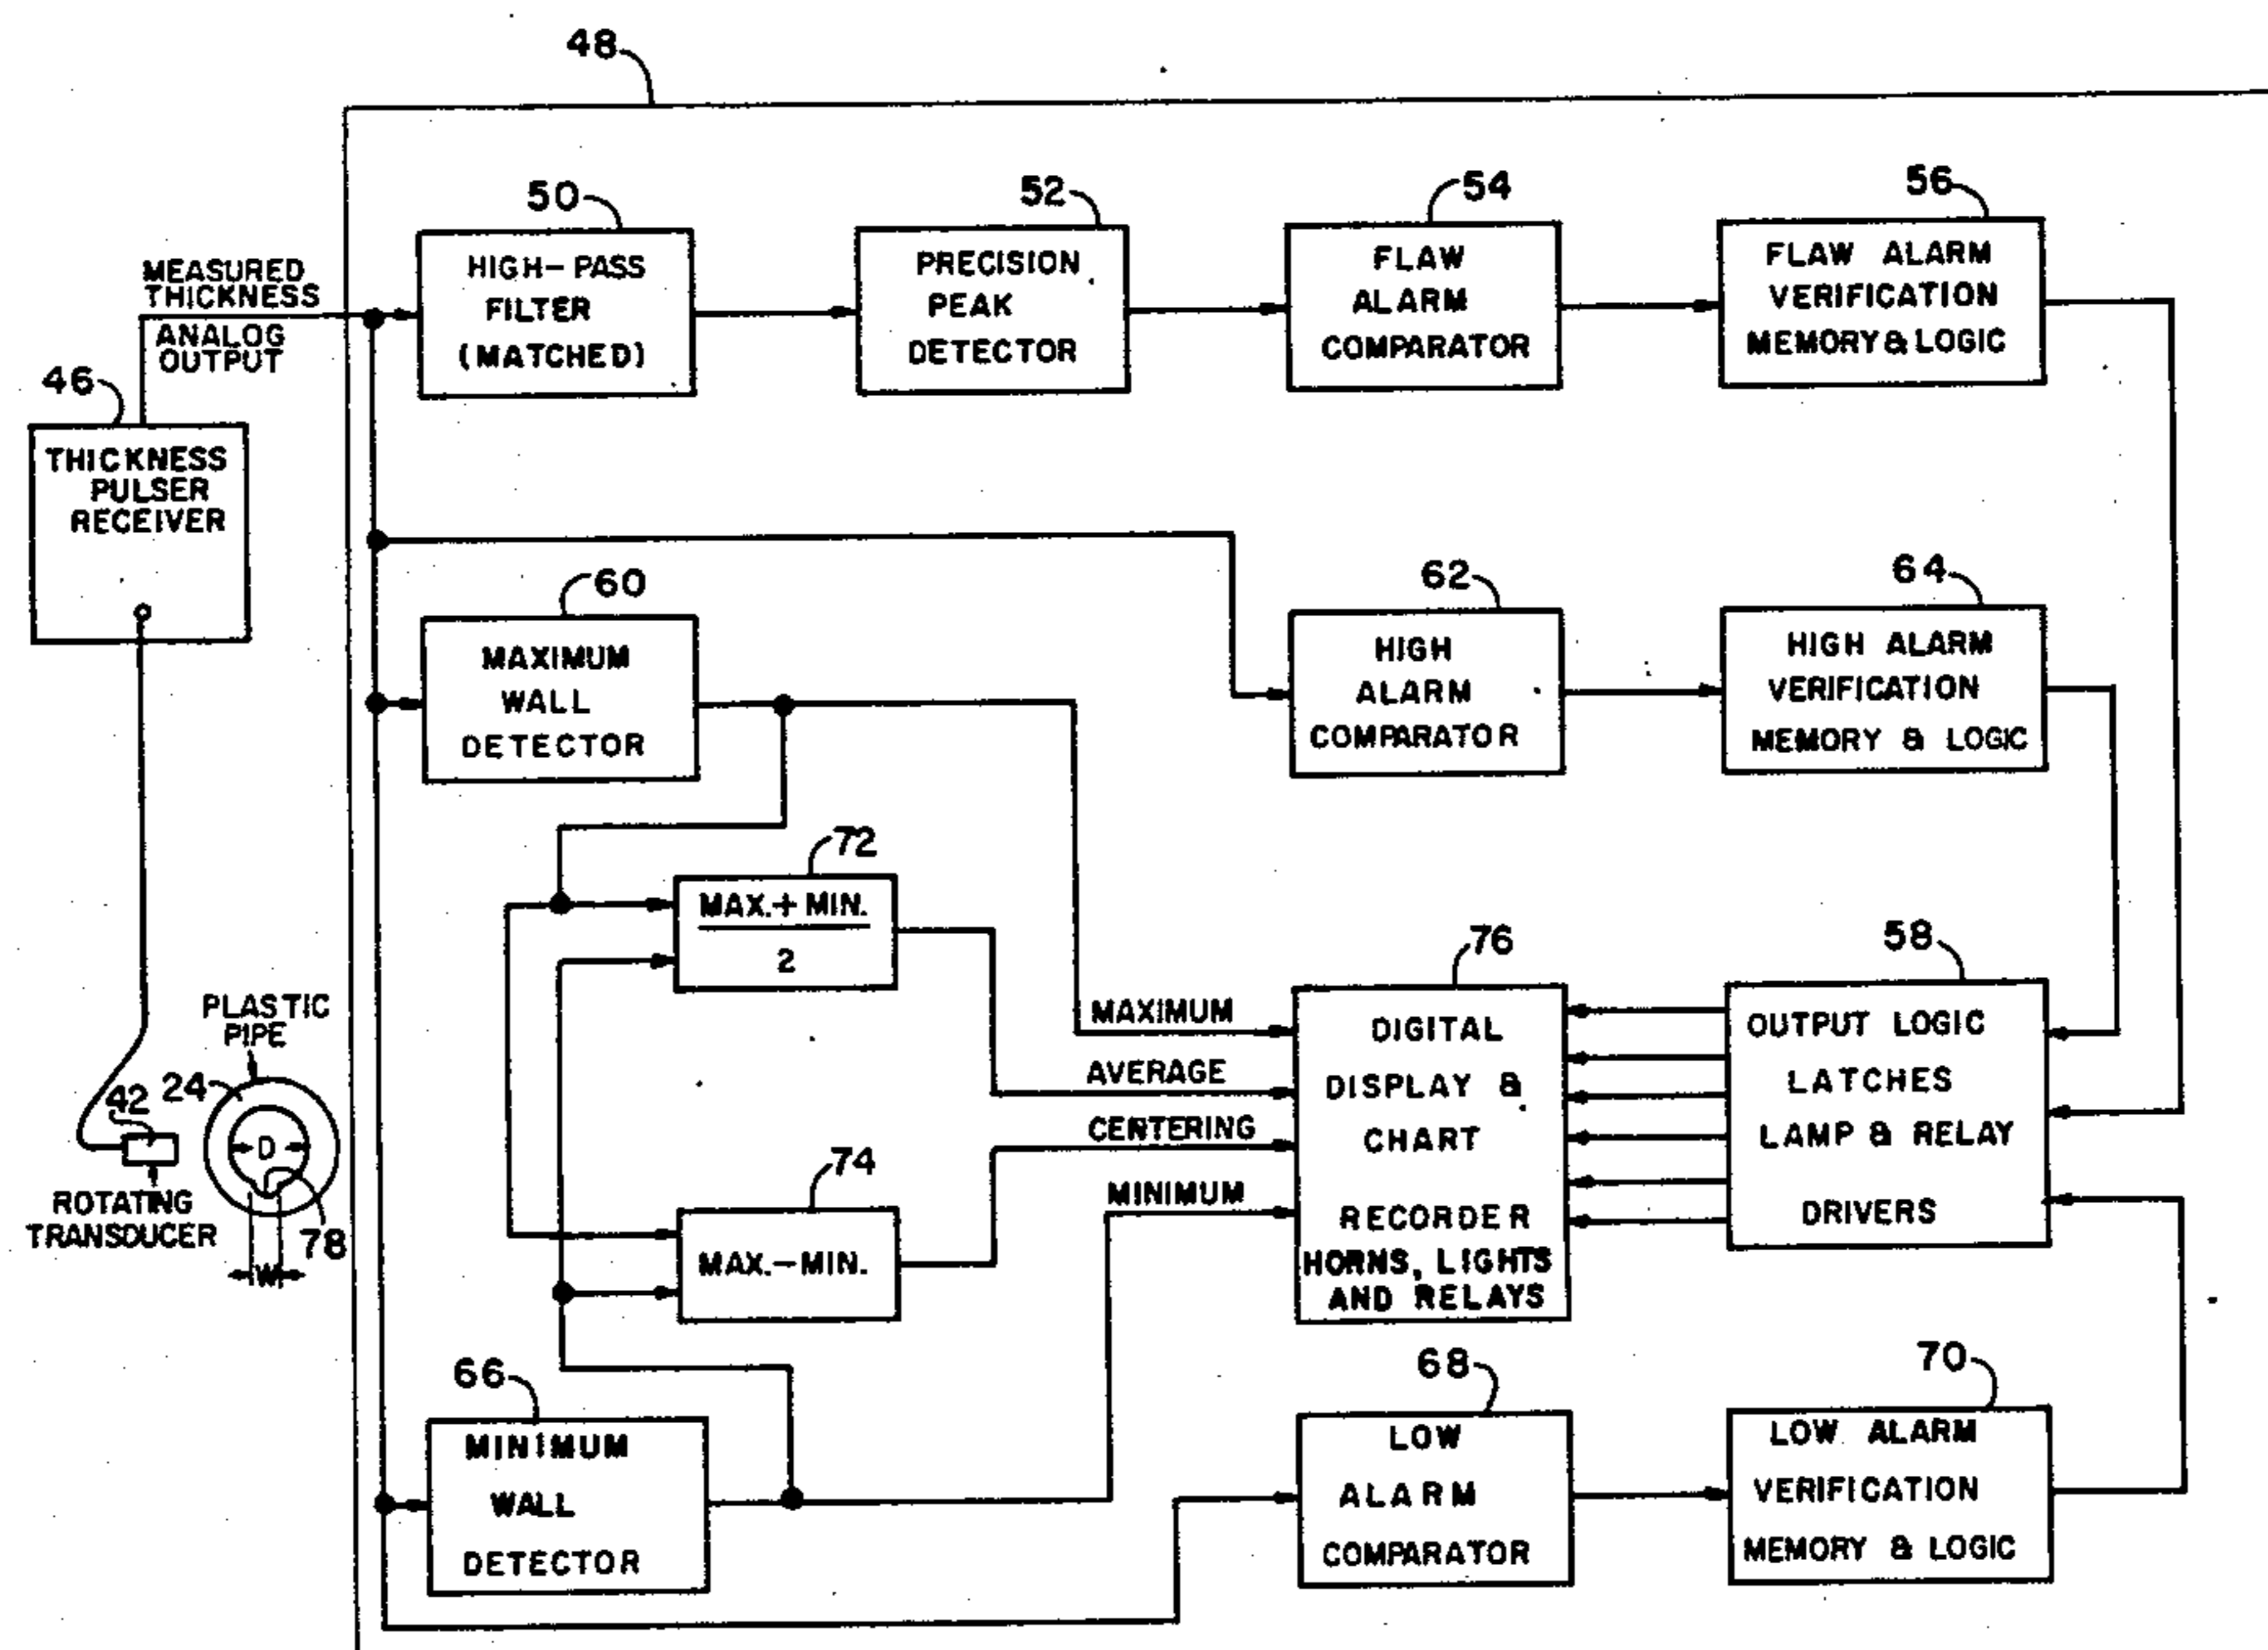 48
50
HIGH-PASS
FILTER
(MATCHED)
52
PRECISION
PEAK
DETECTOR
54
FLAW
ALARM
COMPARATOR
56
FLAW ALARM
VERIFICATION
MEMORY & LOGIC
MEASURED
THICKNESS
ANALOG
OUTPUT
46
THICKNESS
PULSER
RECEIVER
60
MAXIMUM
WALL
DETECTOR
62
HIGH
ALARM
COMPARATOR
64
HIGH ALARM
VERIFICATION
MEMORY & LOGIC
72
MAX.+ MIN.
2
74
MAX.-MIN.
MAXIMUM
AVERAGE
CENTERING
MINIMUM
76
DIGITAL
DISPLAY &
CHART
RECORDER
HORNS, LIGHTS
AND RELAYS
58
OUTPUT LOGIC
LATCHES
LAMP & RELAY
DRIVERS
PLASTIC
PIPE
42 24
D
ROTATING
TRANSDUCER
78
W
66
MINIMUM
WALL
DETECTOR
68
LOW
ALARM
COMPARATOR
70
LOW ALARM
VERIFICATION
MEMORY & LOGIC